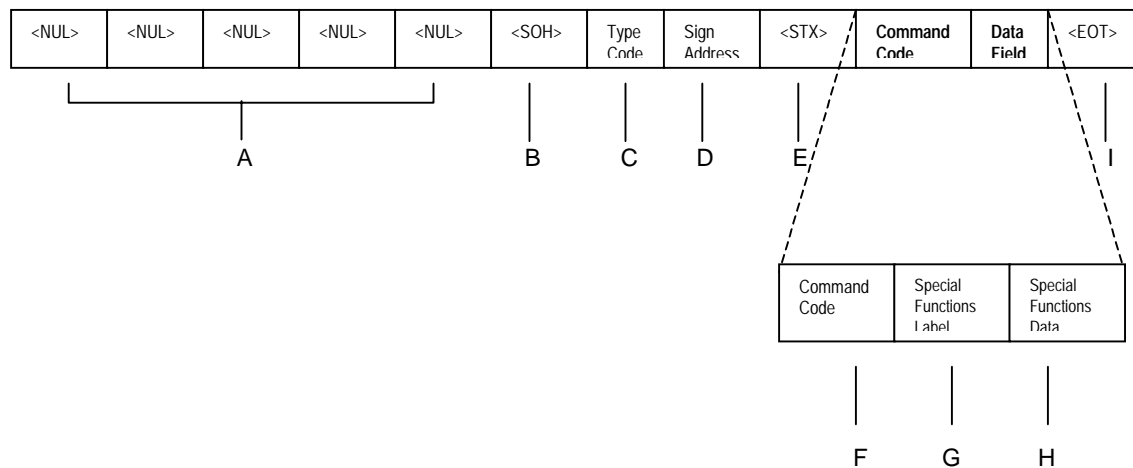 <NUL> <NUL> <NUL> <NUL> <NUL> <SOH> Type Sign <STX> Command Data <EOT>
Code Address Code Field
A B C D E I
Command Special Special
Code Functions Functions
Label Data
F G H